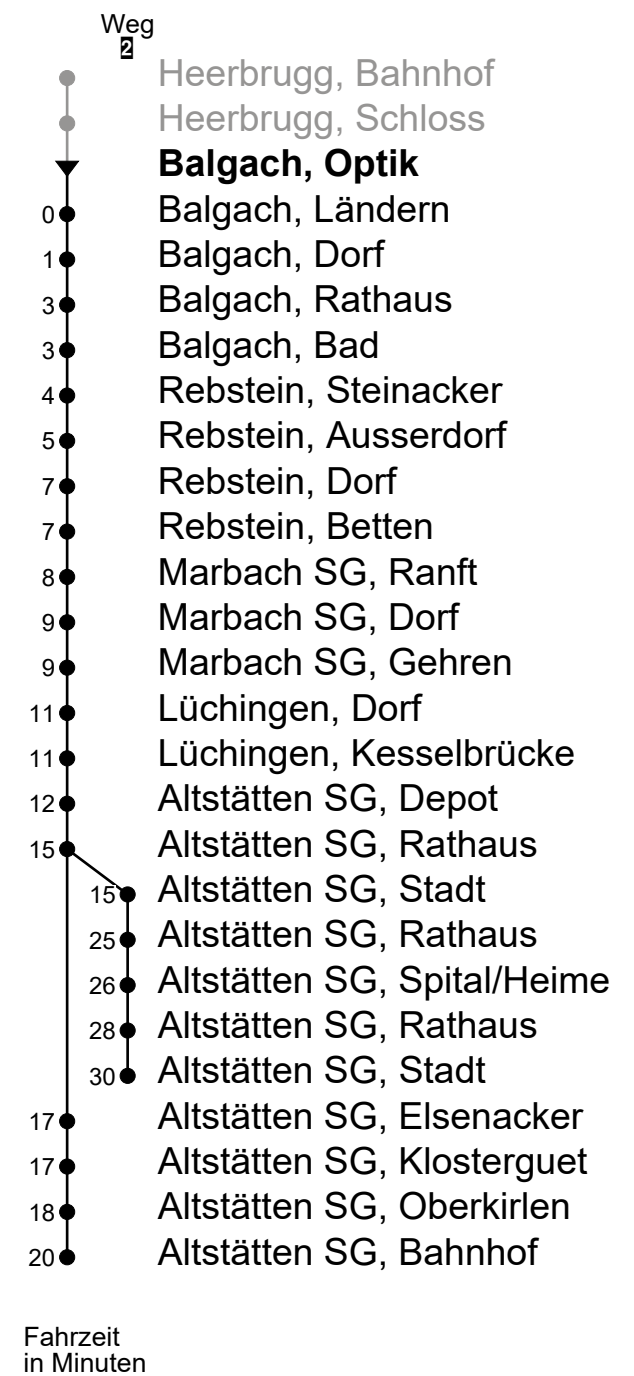 Weg
2
Heerbrugg, Bahnhof
Heerbrugg, Schloss
Balgach, Optik
0 Balgach, Ländern
1 Balgach, Dorf
3 Balgach, Rathaus
3 Balgach, Bad
4 Rebstein, Steinacker
5 Rebstein, Ausserdorf
7 Rebstein, Dorf
7 Rebstein, Betten
8 Marbach SG, Ranft
9 Marbach SG, Dorf
9 Marbach SG, Gehren
11 Lüchingen, Dorf
11 Lüchingen, Kesselbrücke
12 Altstätten SG, Depot
15 Altstätten SG, Rathaus
15 Altstätten SG, Stadt
25 Altstätten SG, Rathaus
26 Altstätten SG, Spital/Heime
28 Altstätten SG, Rathaus
30 Altstätten SG, Stadt
17 Altstätten SG, Elsenacker
17 Altstätten SG, Klosterguet
18 Altstätten SG, Oberkirlen
20 Altstätten SG, Bahnhof
Fahrzeit
in Minuten